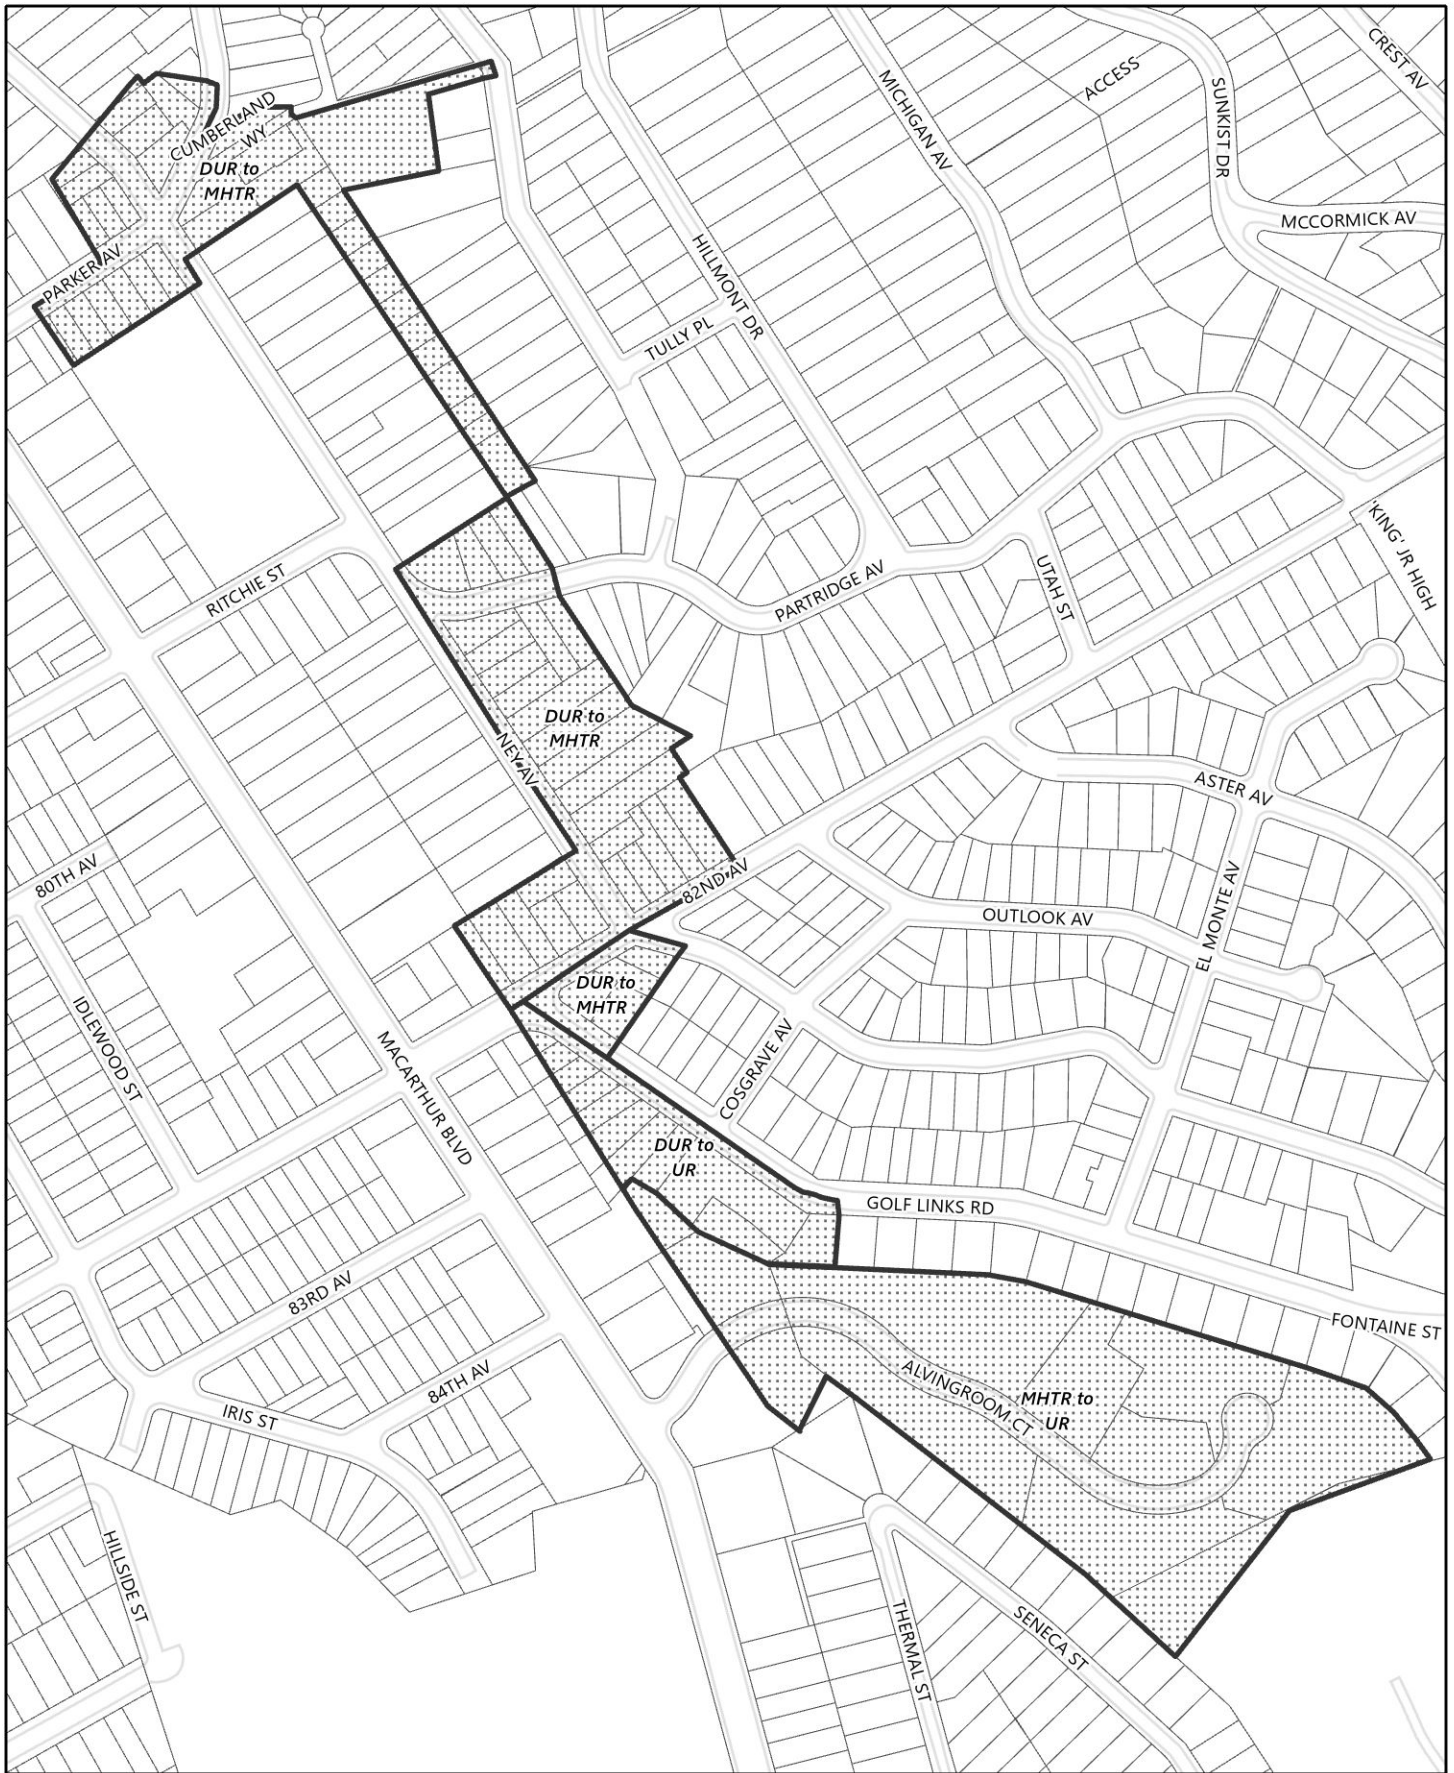 CREST AV
ACCESS
MICHIGAN AV
SUNKIST DR
CUMBERLAND
WY
DUR to
MHTR
MCCORMICK AV
PARKER AV
HILLMONT DR
TULLY PL
'KING' JR HIGH
RITCHIE ST
PARTRIDGE AV
UTAH ST
DUR to
MHTR
NEY AV
ASTER AV
80TH AV
82ND AV
OUTLOOK AV
EL MONTE AV
DUR to
MHTR
IDLEWOOD ST
MACARTHUR BLVD
COSGRAVE AV
DUR to
UR
GOLF LINKS RD
83RD AV
FONTAINE ST
84TH AV
ALVINGROOM CT
MHTR to
UR
IRIS ST
HILLSIDE ST
THERMAL ST
SENECA ST